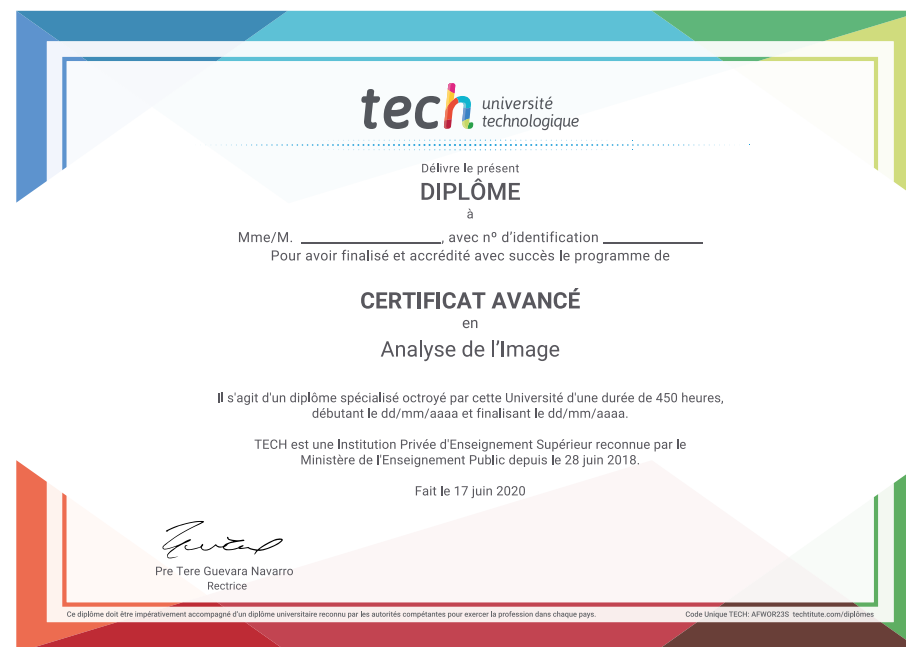 tech université
technologique
Délivre le présent
DIPLÔME
à
Mme/M. ____________________, avec nº d'identification ______________
Pour avoir finalisé et accrédité avec succès le programme de
CERTIFICAT AVANCÉ
en
Analyse de l'Image
Il s'agit d'un diplôme spécialisé octroyé par cette Université d'une durée de 450 heures,
débutant le dd/mm/aaaa et finalisant le dd/mm/aaaa.
TECH est une Institution Privée d'Enseignement Supérieur reconnue par le
Ministère de l'Enseignement Public depuis le 28 juin 2018.
Fait le 17 juin 2020
Pre Tere Guevara Navarro
Rectrice
Ce diplôme doit être impérativement accompagné d'un diplôme universitaire reconnu par les autorités compétantes pour exercer la profession dans chaque pays.
Code Unique TECH: AFWOR23S techtitute.com/diplômes